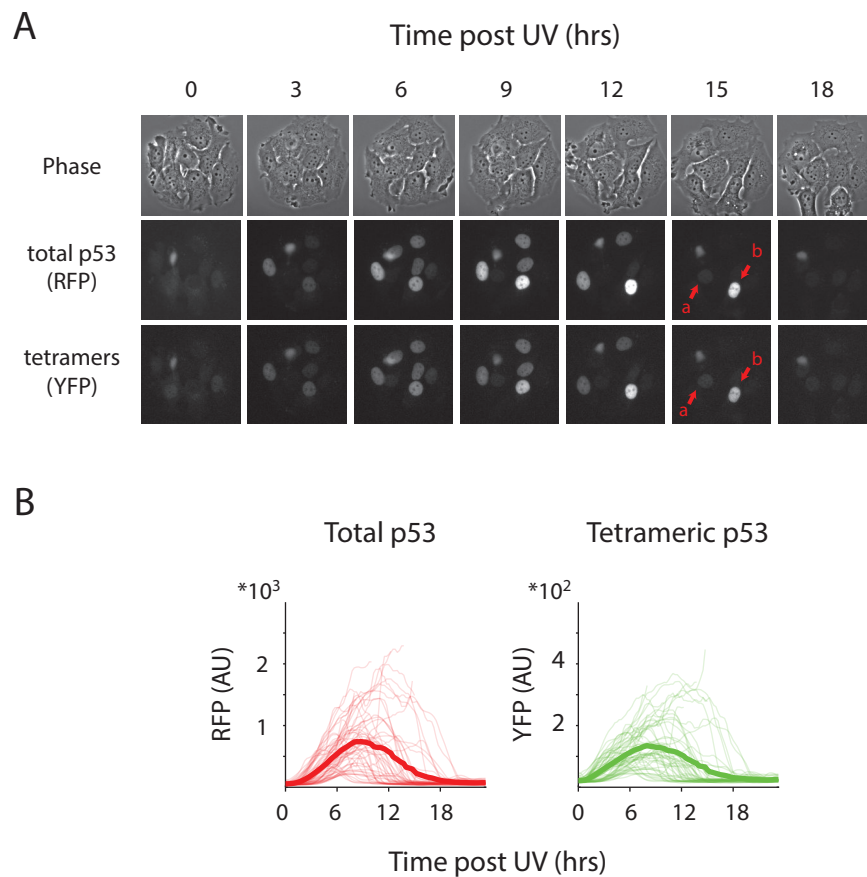 A
Time post UV (hrs)
0 3 6 9 12 15 18
Phase
total p53
(RFP)
b
a
tetramers
(YFP)
b
a
B
Total p53
Tetrameric p53
*10³
*10²
RFP (AU)
2
1
0 6 12 18
YFP (AU)
4
2
0 6 12 18
Time post UV (hrs)